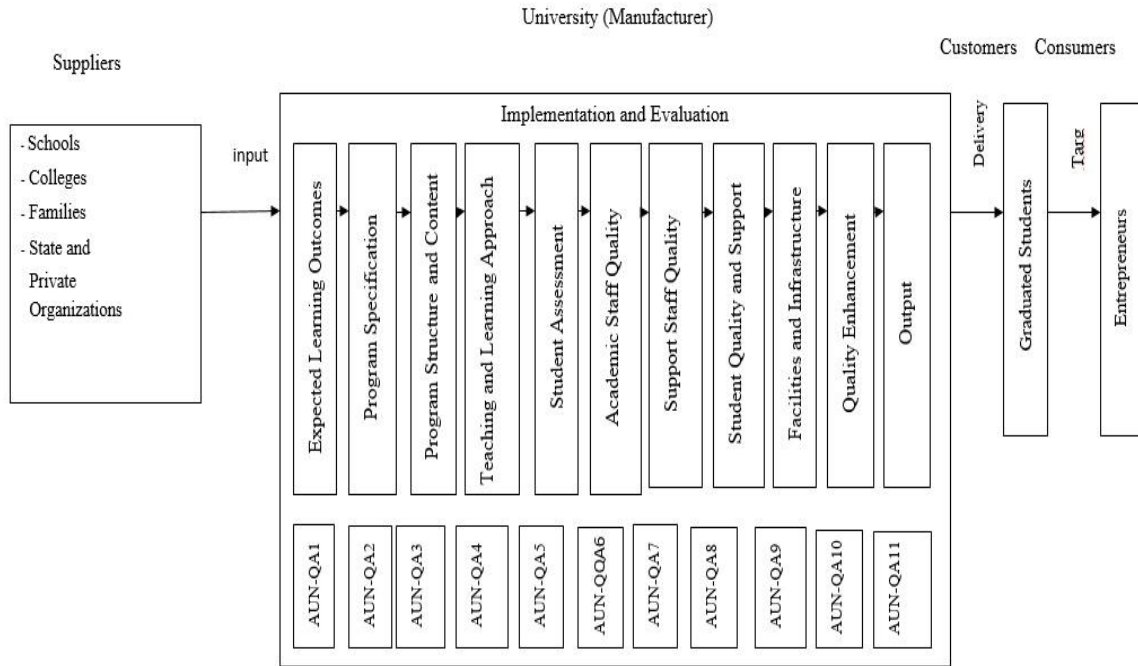 University (Manufacturer)
Suppliers
Customers
Consumers
- Schools
- Colleges
- Families
- State and
Private
Organizations
input
Implementation and Evaluation
Expected Learning Outcomes
Program Specification
Program Structure and Content
Teaching and Learning Approach
Student Assessment
Academic Staff Quality
Support Staff Quality
Student Quality and Support
Facilities and Infrastructure
Quality Enhancement
Output
AUN-QA1
AUN-QA2
AUN-QA3
AUN-QA4
AUN-QA5
AUN-QQA6
AUN-QA7
AUN-QA8
AUN-QA9
AUN-QA10
AUN-QA11
Delivery
Graduated Students
Targ
Entrepreneurs